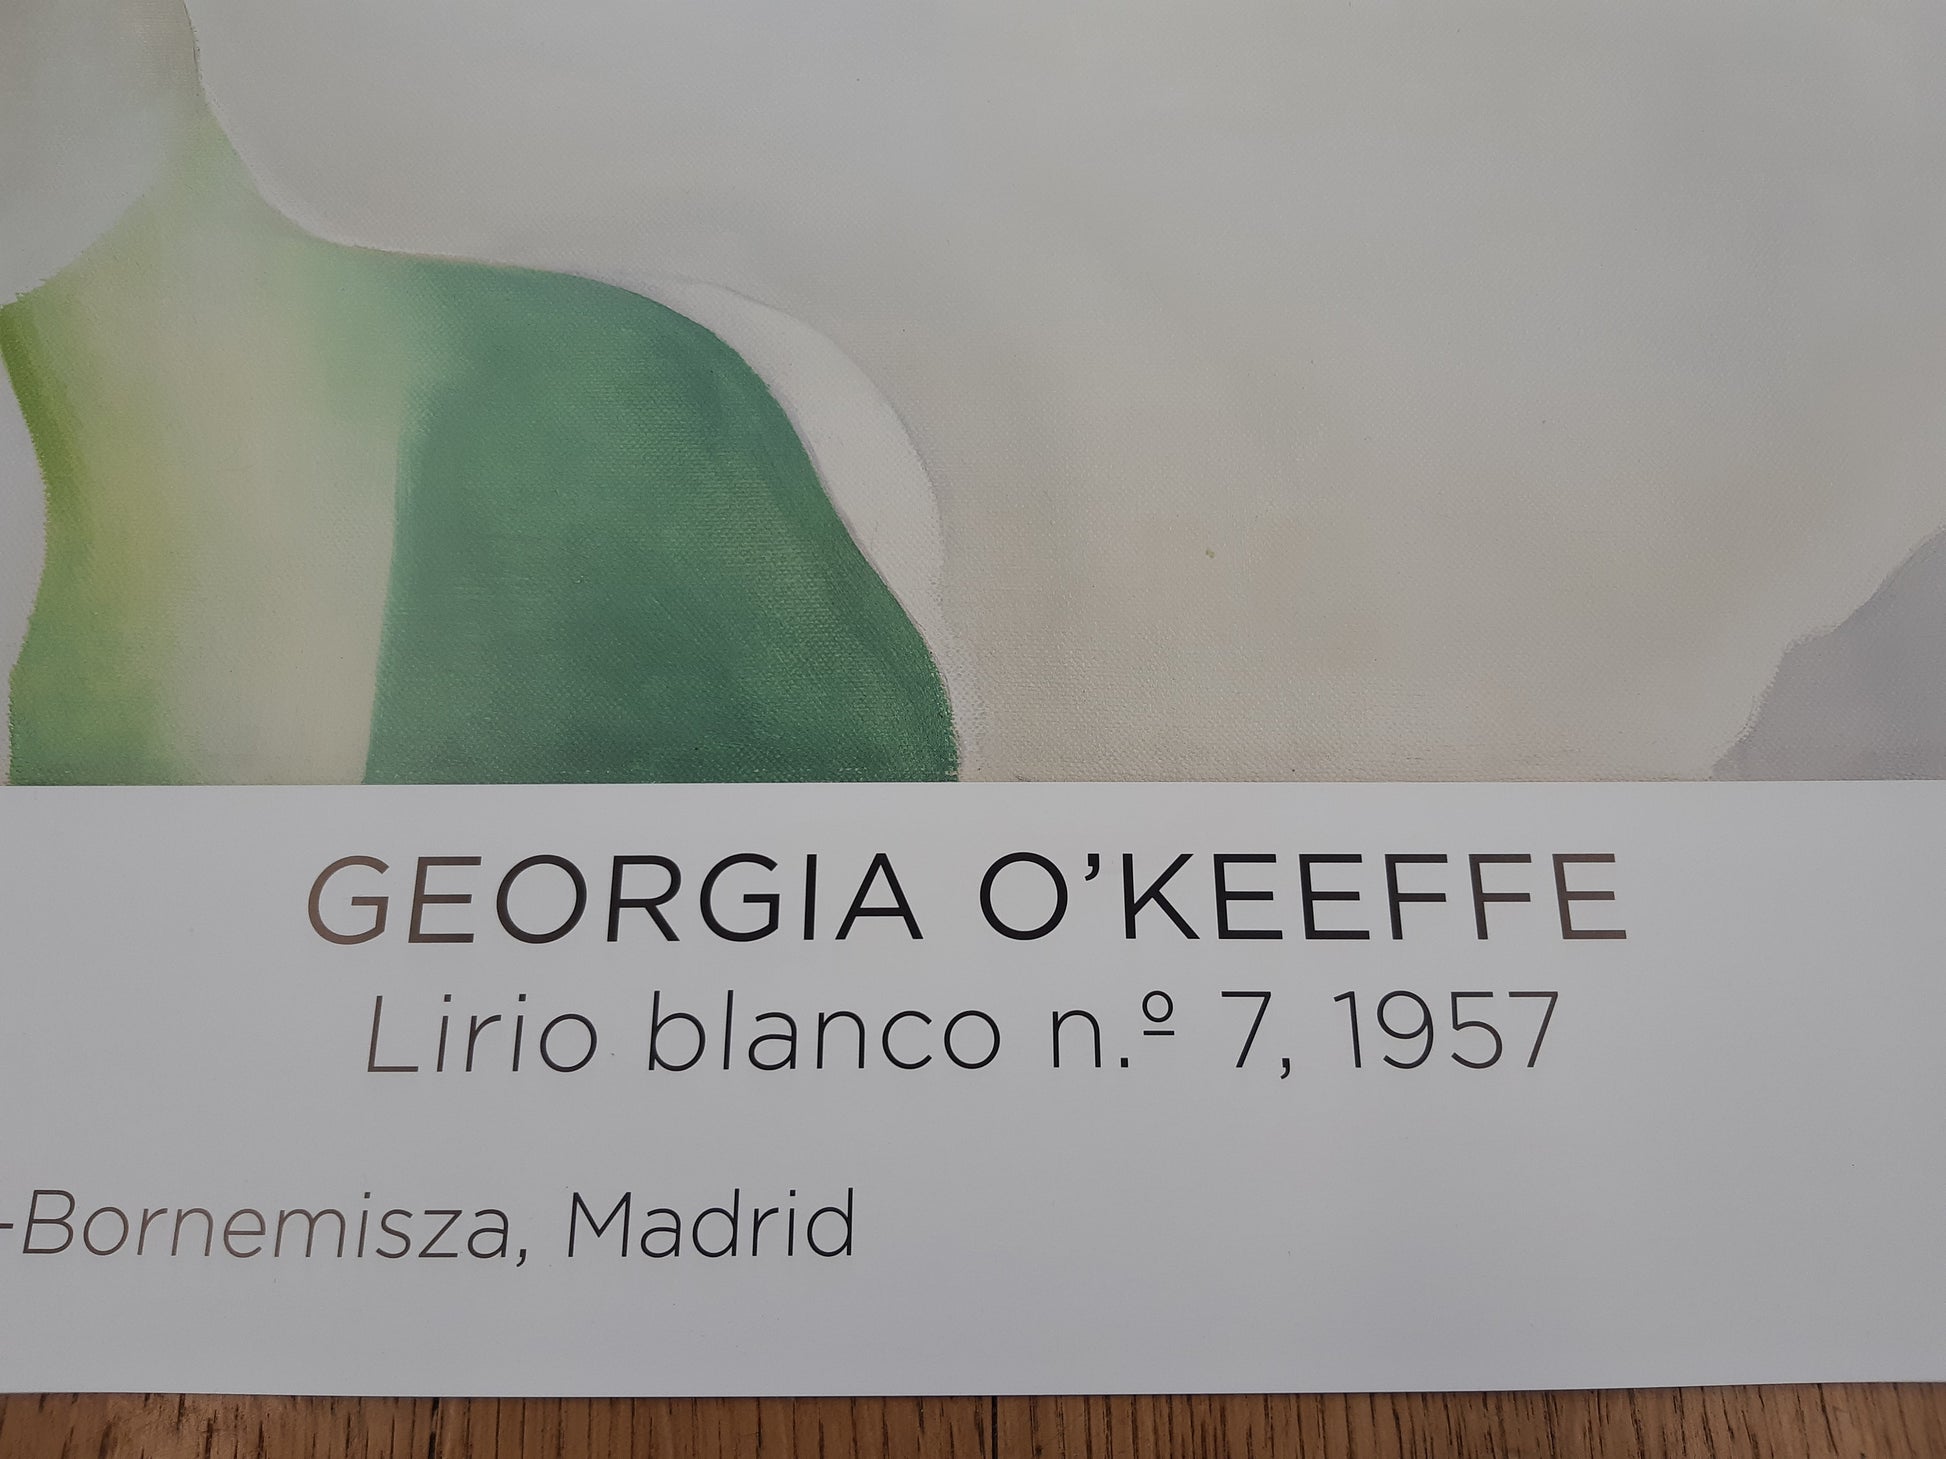 GEORGIA O’KEEFFE
Lirio blanco n.º 7, 1957
-Bornemisza, Madrid